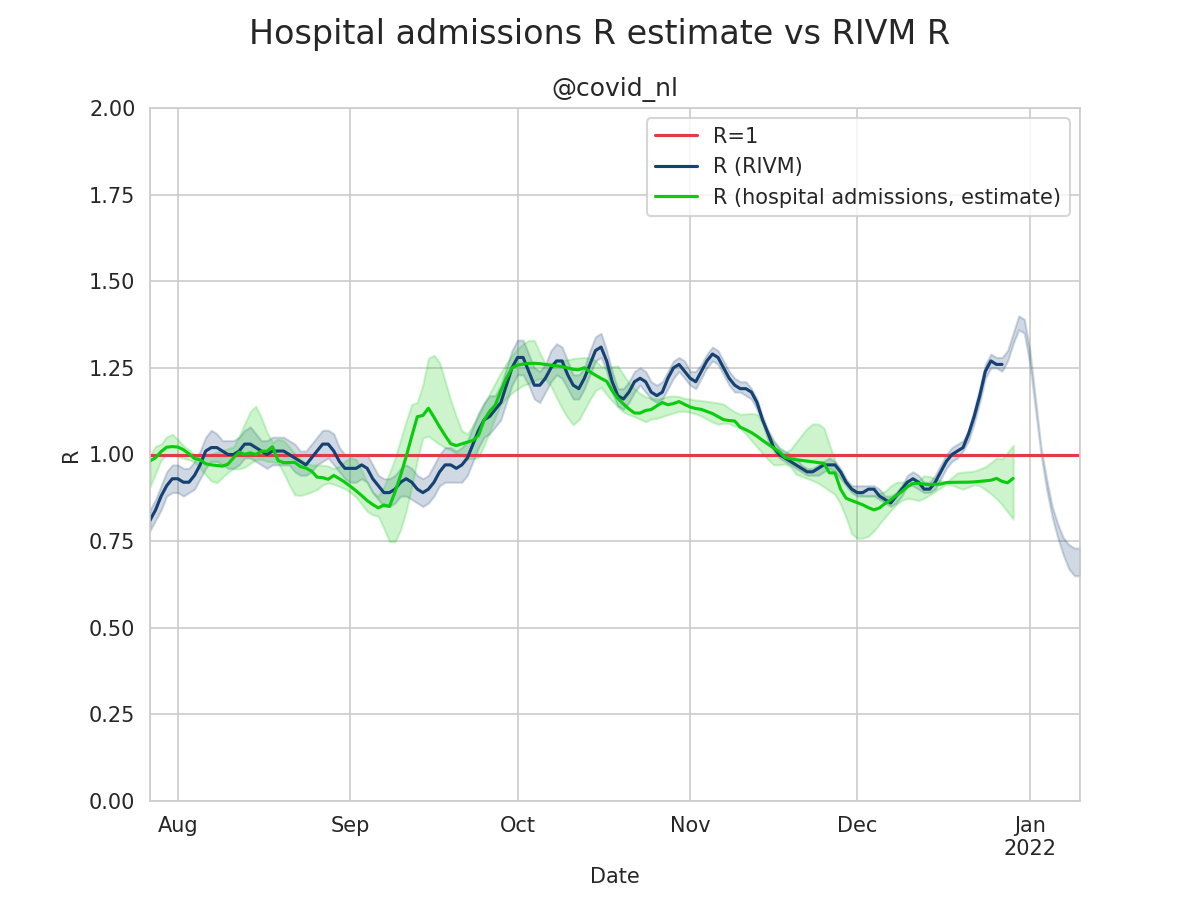 Hospital admissions R estimate vs RIVM R
@covid_nl
R=1
R (RIVM)
R (hospital admissions, estimate)
2.00
1.75
1.50
1.25
1.00
0.75
0.50
0.25
0.00
R
Aug Sep Oct Nov Dec Jan
2022
Date